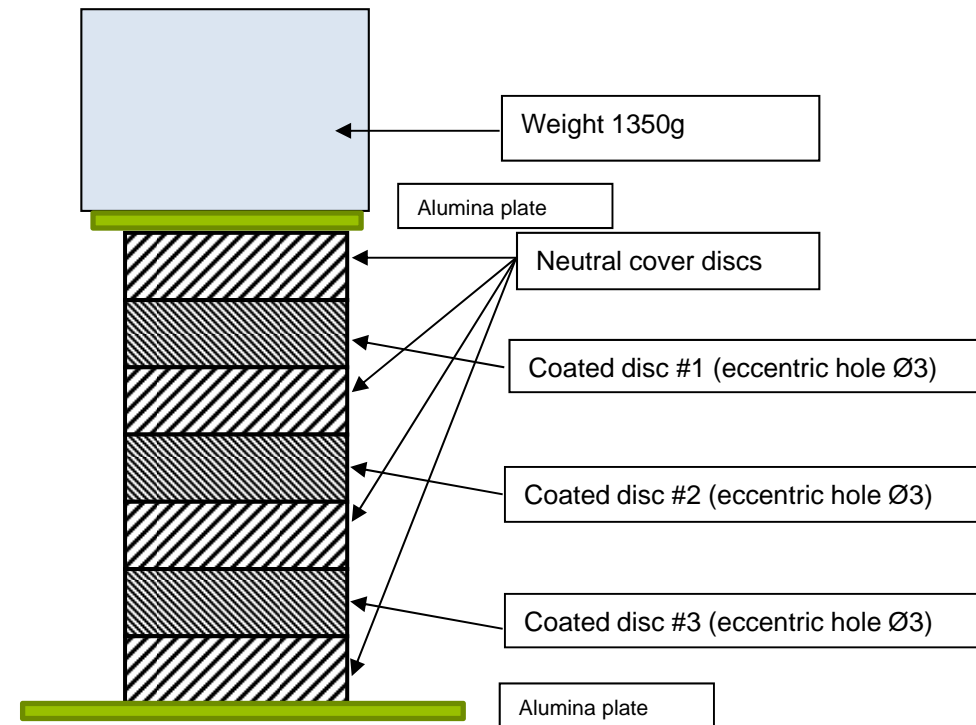 Weight 1350g
Alumina plate
Neutral cover discs
Coated disc #1 (eccentric hole Ø3)
Coated disc #2 (eccentric hole Ø3)
Coated disc #3 (eccentric hole Ø3)
Alumina plate